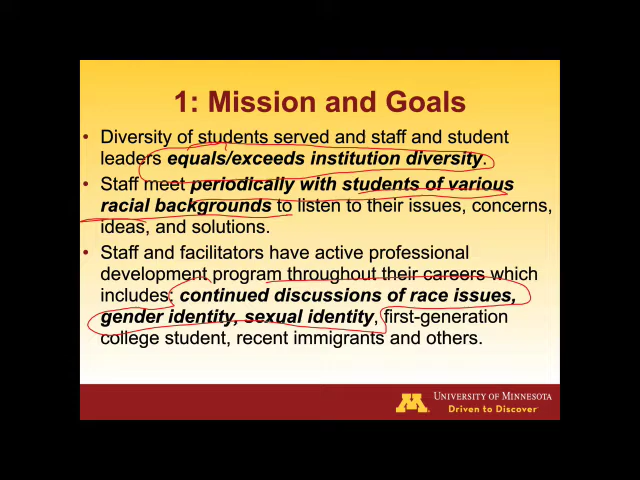 1: Mission and Goals
• Diversity of students served and staff and student
leaders equals/exceeds institution diversity.
• Staff meet periodically with students of various
racial backgrounds to listen to their issues, concerns,
ideas, and solutions.
• Staff and facilitators have active professional
development program throughout their careers which
includes: continued discussions of race issues,
gender identity, sexual identity, first-generation
college student, recent immigrants and others.
M UNIVERSITY OF MINNESOTA
Driven to Discover℠